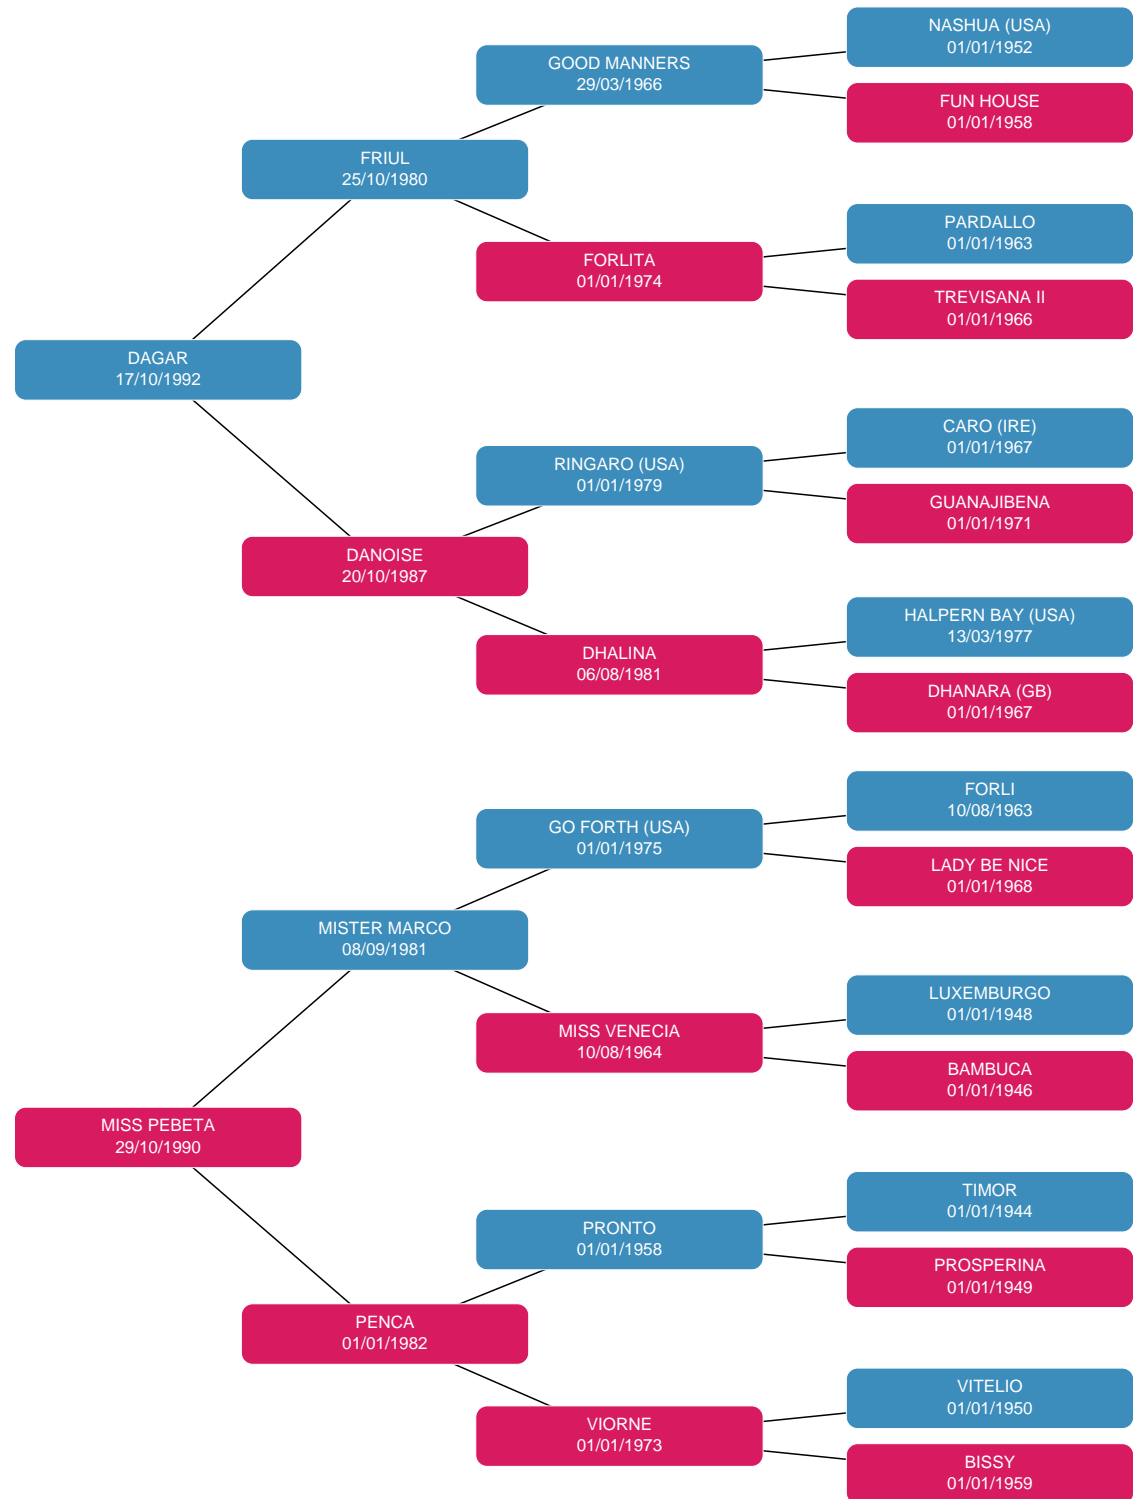 NASHUA (USA)
01/01/1952
GOOD MANNERS
29/03/1966
FUN HOUSE
01/01/1958
FRIUL
25/10/1980
PARDALLO
01/01/1963
FORLITA
01/01/1974
TREVISANA II
01/01/1966
DAGAR
17/10/1992
CARO (IRE)
01/01/1967
RINGARO (USA)
01/01/1979
GUANAJIBENA
01/01/1971
DANOISE
20/10/1987
HALPERN BAY (USA)
13/03/1977
DHALINA
06/08/1981
DHANARA (GB)
01/01/1967
FORLI
10/08/1963
GO FORTH (USA)
01/01/1975
LADY BE NICE
01/01/1968
MISTER MARCO
08/09/1981
LUXEMBURGO
01/01/1948
MISS VENECIA
10/08/1964
BAMBUCA
01/01/1946
MISS PEBETA
29/10/1990
TIMOR
01/01/1944
PRONTO
01/01/1958
PROSPERINA
01/01/1949
PENCA
01/01/1982
VITELIO
01/01/1950
VIORNE
01/01/1973
BISSY
01/01/1959